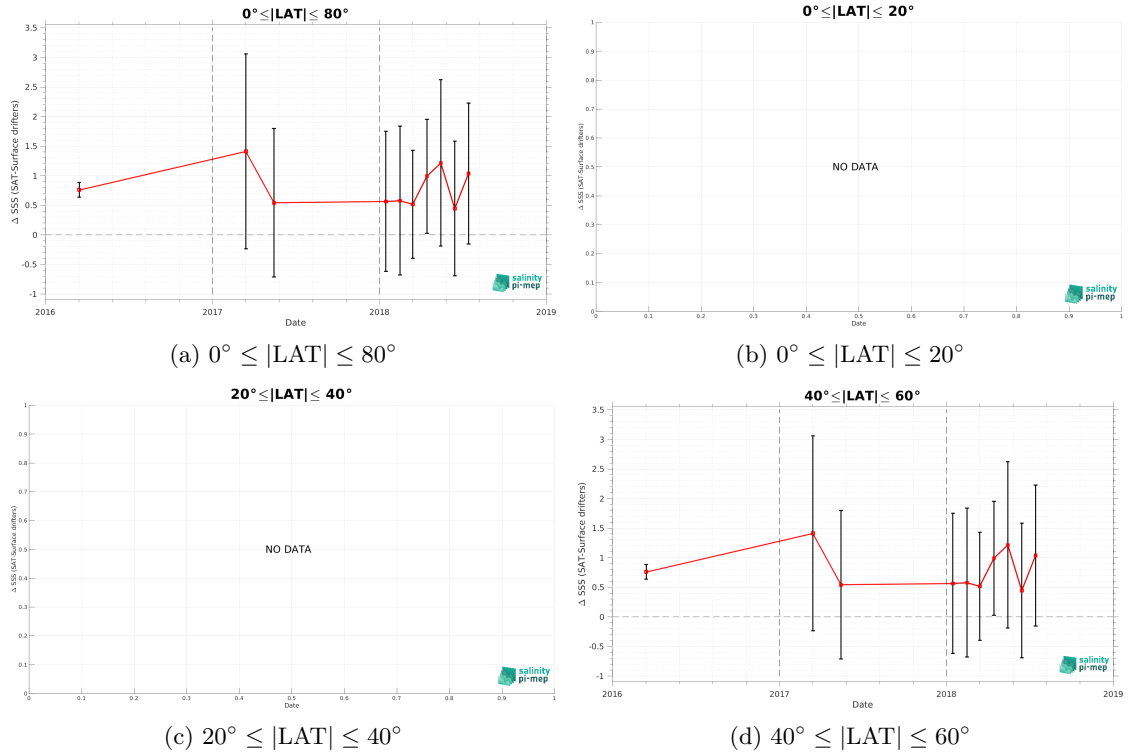 0°≤|LAT|≤ 80°
Δ SSS (SAT-Surface drifters)
3.5
3
2.5
2
1.5
1
0.5
0
-0.5
-1
2016
2017
2018
2019
Date
salinity
pi-mep
(a) 0° ≤ |LAT| ≤ 80°
0°≤|LAT|≤ 20°
Δ SSS (SAT-Surface drifters)
1
0.9
0.8
0.7
0.6
0.5
0.4
0.3
0.2
0.1
0
NO DATA
0
0.1
0.2
0.3
0.4
0.5
0.6
0.7
0.8
0.9
1
Date
salinity
pi-mep
(b) 0° ≤ |LAT| ≤ 20°
20°≤|LAT|≤ 40°
Δ SSS (SAT-Surface drifters)
1
0.9
0.8
0.7
0.6
0.5
0.4
0.3
0.2
0.1
0
NO DATA
0
0.1
0.2
0.3
0.4
0.5
0.6
0.7
0.8
0.9
1
Date
salinity
pi-mep
(c) 20° ≤ |LAT| ≤ 40°
40°≤|LAT|≤ 60°
Δ SSS (SAT-Surface drifters)
3.5
3
2.5
2
1.5
1
0.5
0
-0.5
-1
2016
2017
2018
2019
Date
salinity
pi-mep
(d) 40° ≤ |LAT| ≤ 60°